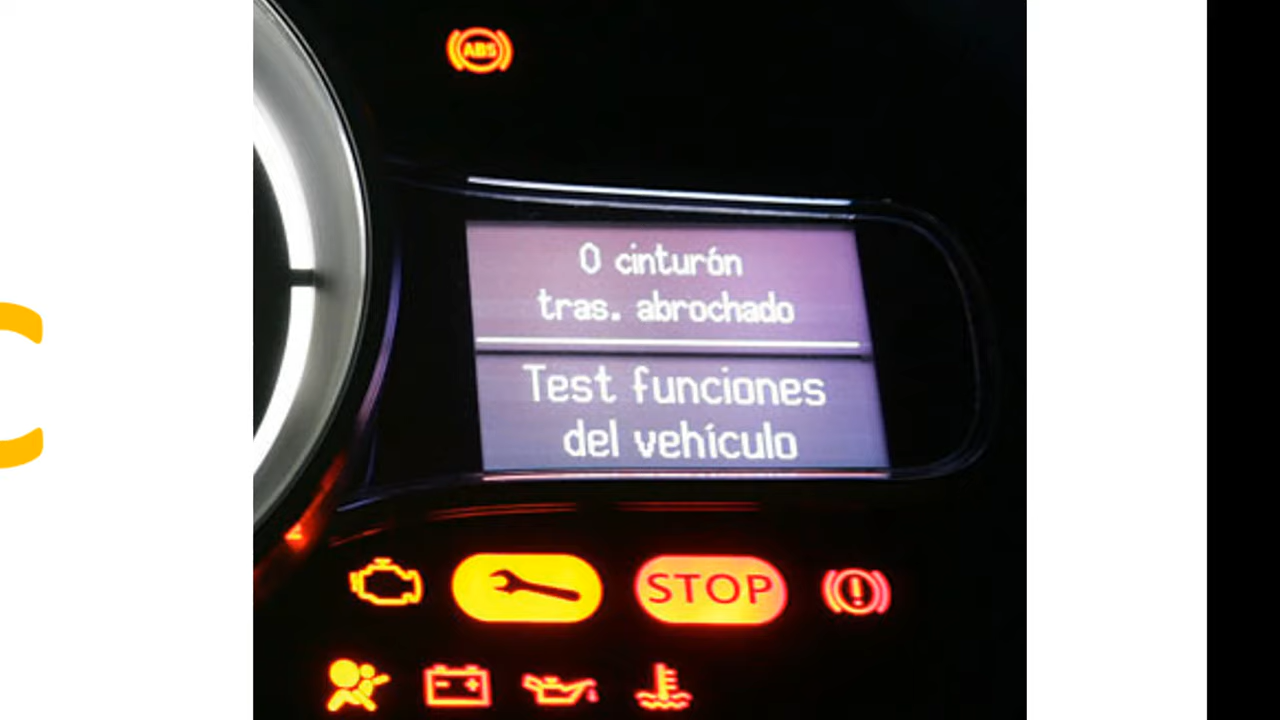 ABS
0 cinturón
tras. abrochado
Test funciones
del vehículo
STOP